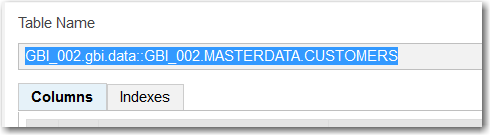 Table Name
GBI_002.gbi.data::GBI_002.MASTERDATA.CUSTOMERS
Columns
Indexes